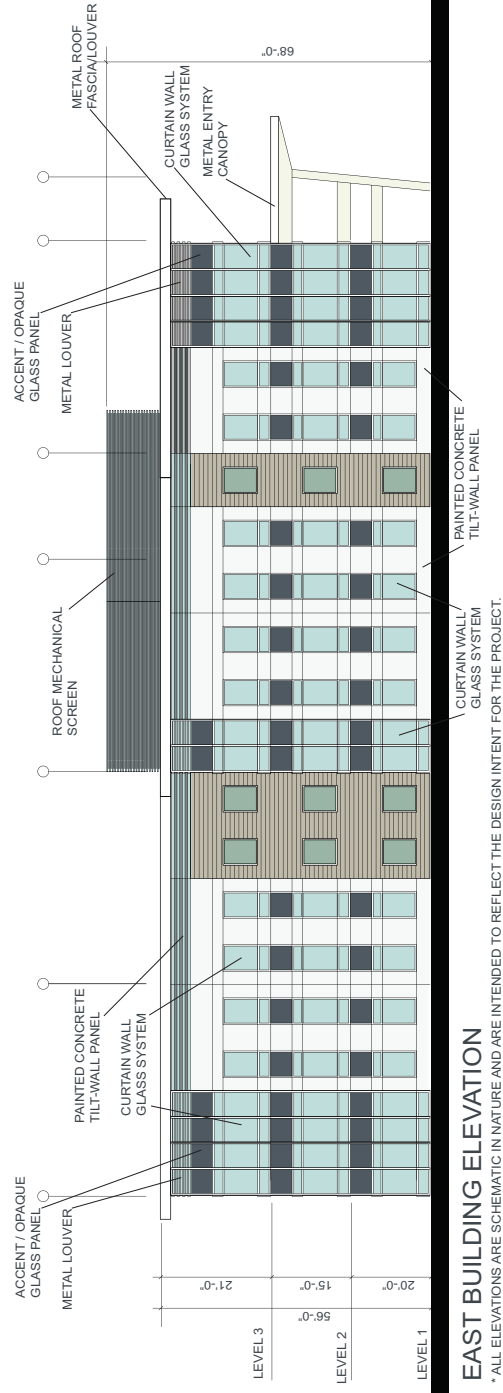 ACCENT / OPAQUE
GLASS PANEL
METAL LOUVER
PAINTED CONCRETE
TILT-WALL PANEL
CURTAIN WALL
GLASS SYSTEM
ROOF MECHANICAL
SCREEN
ACCENT / OPAQUE
GLASS PANEL
METAL LOUVER
METAL ROOF
FASCIA/LOUVER
CURTAIN WALL
GLASS SYSTEM
METAL ENTRY
CANOPY
68'-0"
21'-0"
15'-0"
20'-0"
56'-0"
LEVEL 3
LEVEL 2
LEVEL 1
CURTAIN WALL
GLASS SYSTEM
PAINTED CONCRETE
TILT-WALL PANEL
EAST BUILDING ELEVATION
* ALL ELEVATIONS ARE SCHEMATIC IN NATURE AND ARE INTENDED TO REFLECT THE DESIGN INTENT FOR THE PROJECT.